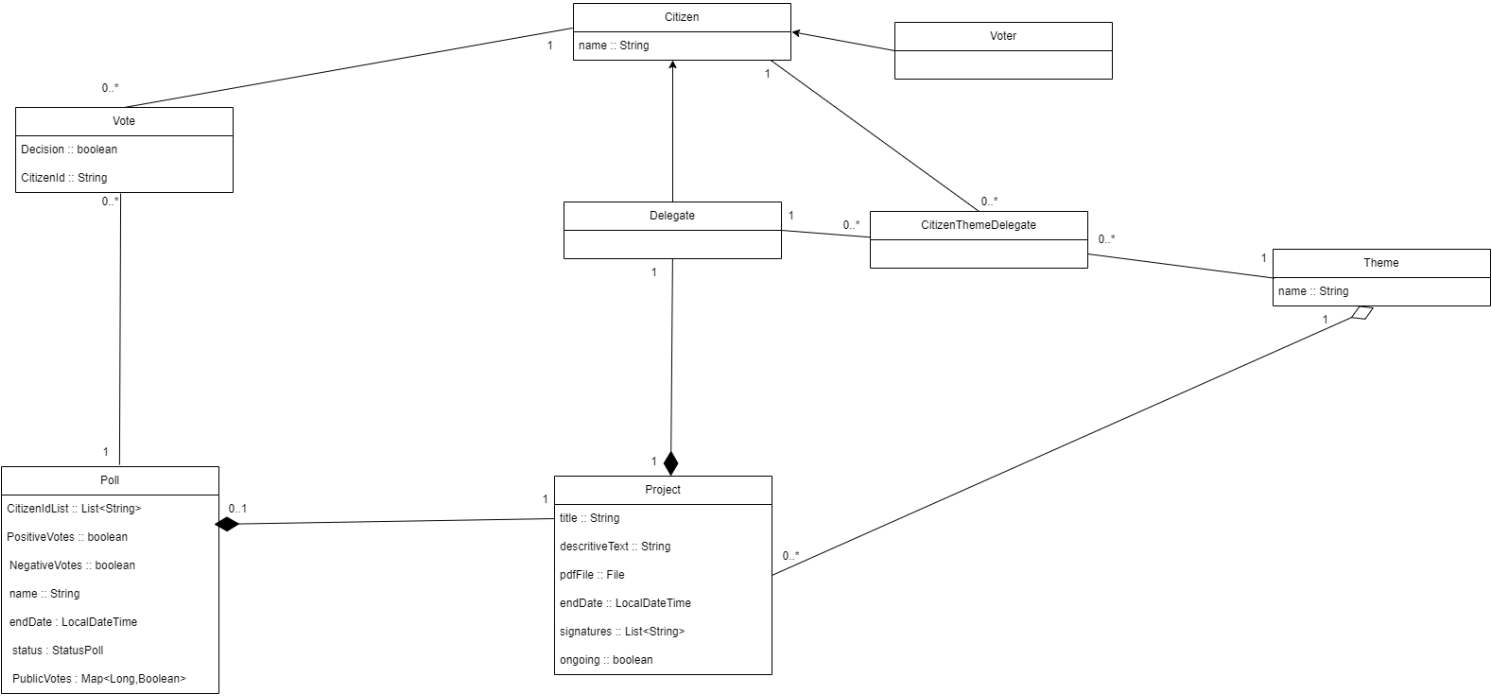 Citizen
name :: String
Voter
1
1
0..*
Vote
Decision :: boolean
CitizenId :: String
0..*
0..*
Delegate
1
0..*
CitizenThemeDelegate
0..*
1
Theme
name :: String
1
1
1
Poll
0..1
1
1
Project
CitizenIdList :: List<String>
PositiveVotes :: boolean
NegativeVotes :: boolean
name :: String
endDate : LocalDateTime
status : StatusPoll
PublicVotes : Map<Long,Boolean>
title :: String
descritiveText :: String
pdfFile :: File
endDate :: LocalDateTime
signatures :: List<String>
ongoing :: boolean
0..*